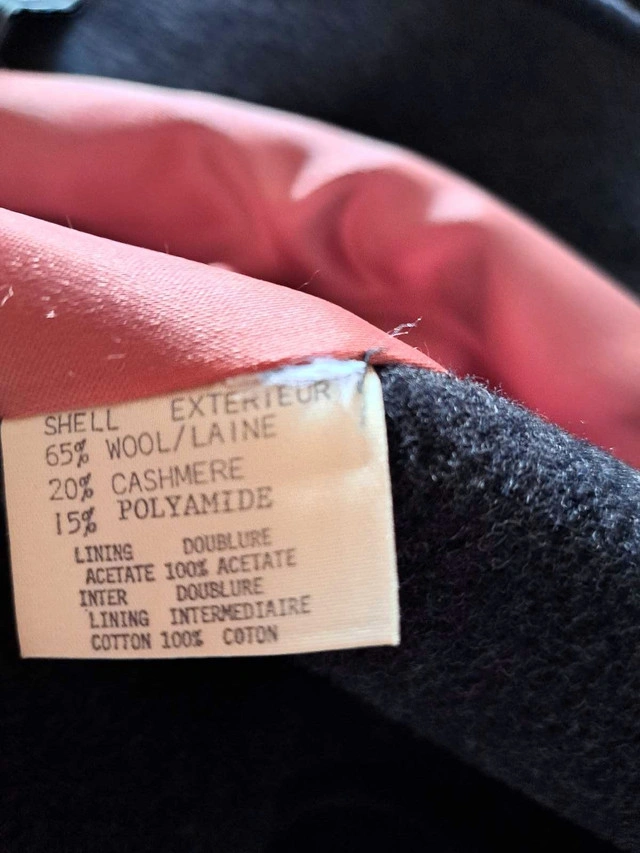 SHELL EXTERIEUR
65% WOOL/LAINE
20% CASHMERE
15% POLYAMIDE
LINING DOUBLURE
ACETATE 100% ACETATE
INTER DOUBLURE
LINING INTERMEDIAIRE
COTTON 100% COTON